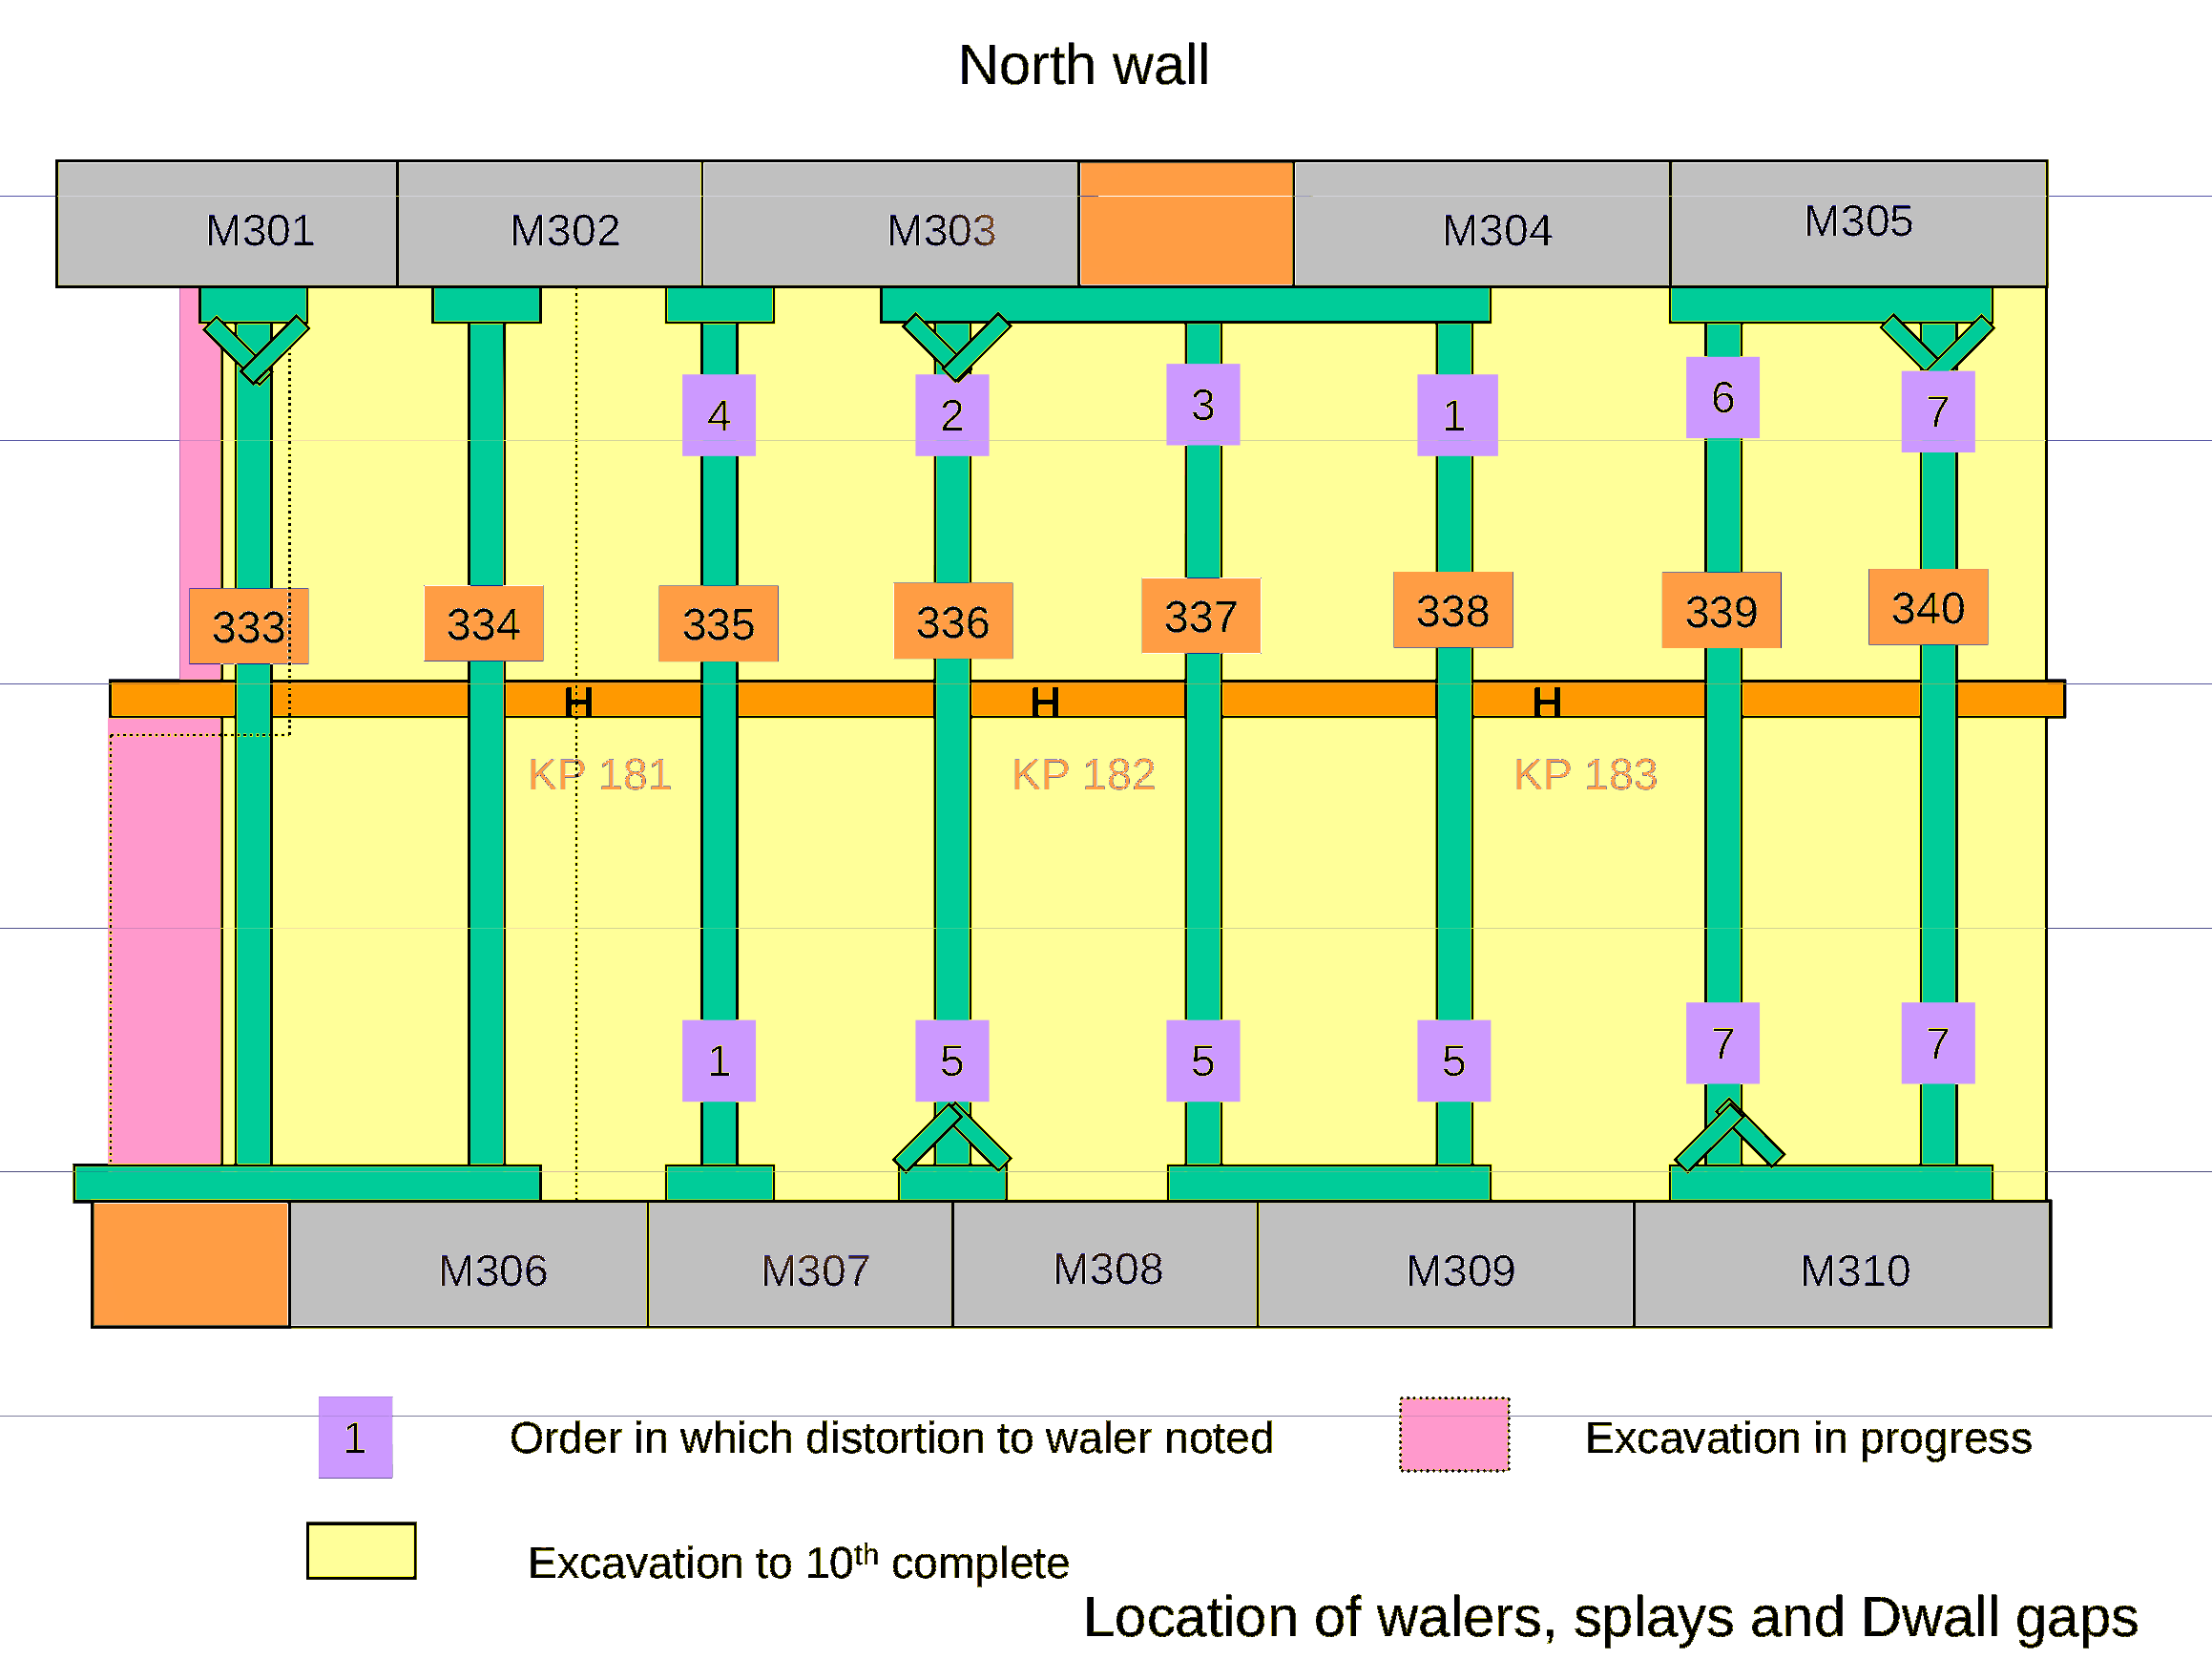 North wall
M301 M302 M303 M304 M305
4 2 3 1 6 7
333 334 335 336 337 338 339 340
H H H
KP 181 KP 182 KP 183
1 5 5 5 7 7
M306 M307 M308 M309 M310
1 Order in which distortion to waler noted Excavation in progress
Excavation to 10th complete
Location of walers, splays and Dwall gaps